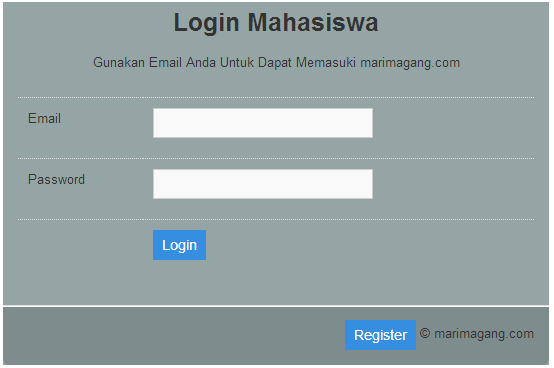 Login Mahasiswa
Gunakan Email Anda Untuk Dapat Memasuki marimagang.com
Email
Password
Login
Register © marimagang.com